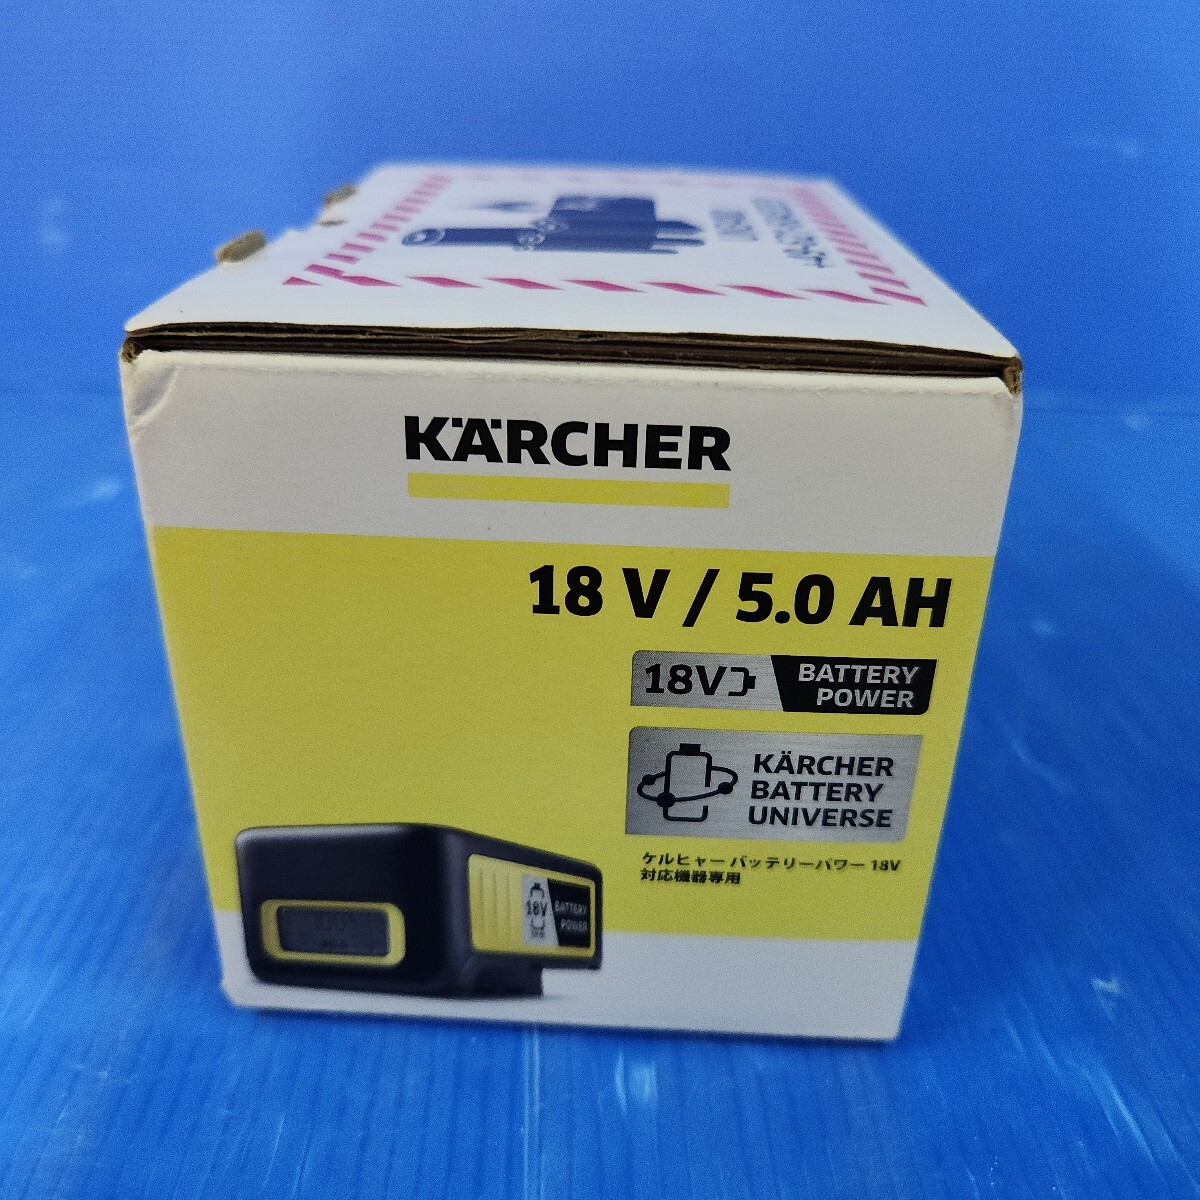 KÄRCHER
18 V / 5.0 AH
18V
BATTERY
POWER
KÄRCHER
BATTERY
UNIVERSE
ケルヒャー バッテリーパワー 18V
対応機器専用
18V
BATTERY
POWER